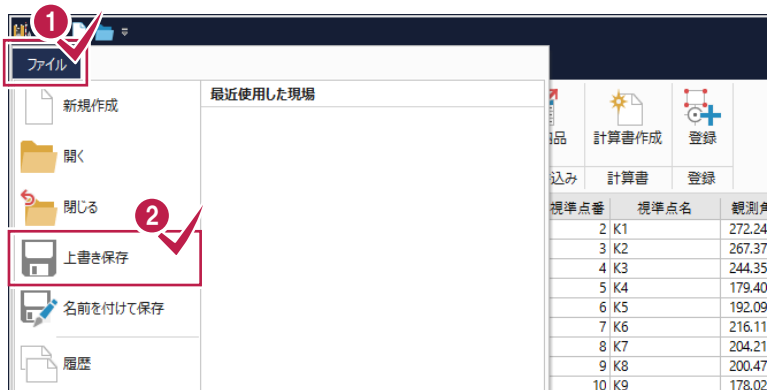 1
ファイル
新規作成
最近使用した現場
開く
閉じる
2
上書き保存
名前を付けて保存
履歴
品 計算書作成 登録
込み 計算書 登録
視準点番 視準点名 観測角
2 K1 272.24
3 K2 267.37
4 K3 244.35
5 K4 179.40
6 K5 192.09
7 K6 216.11
8 K7 204.21
9 K8 200.47
10 K9 178.03